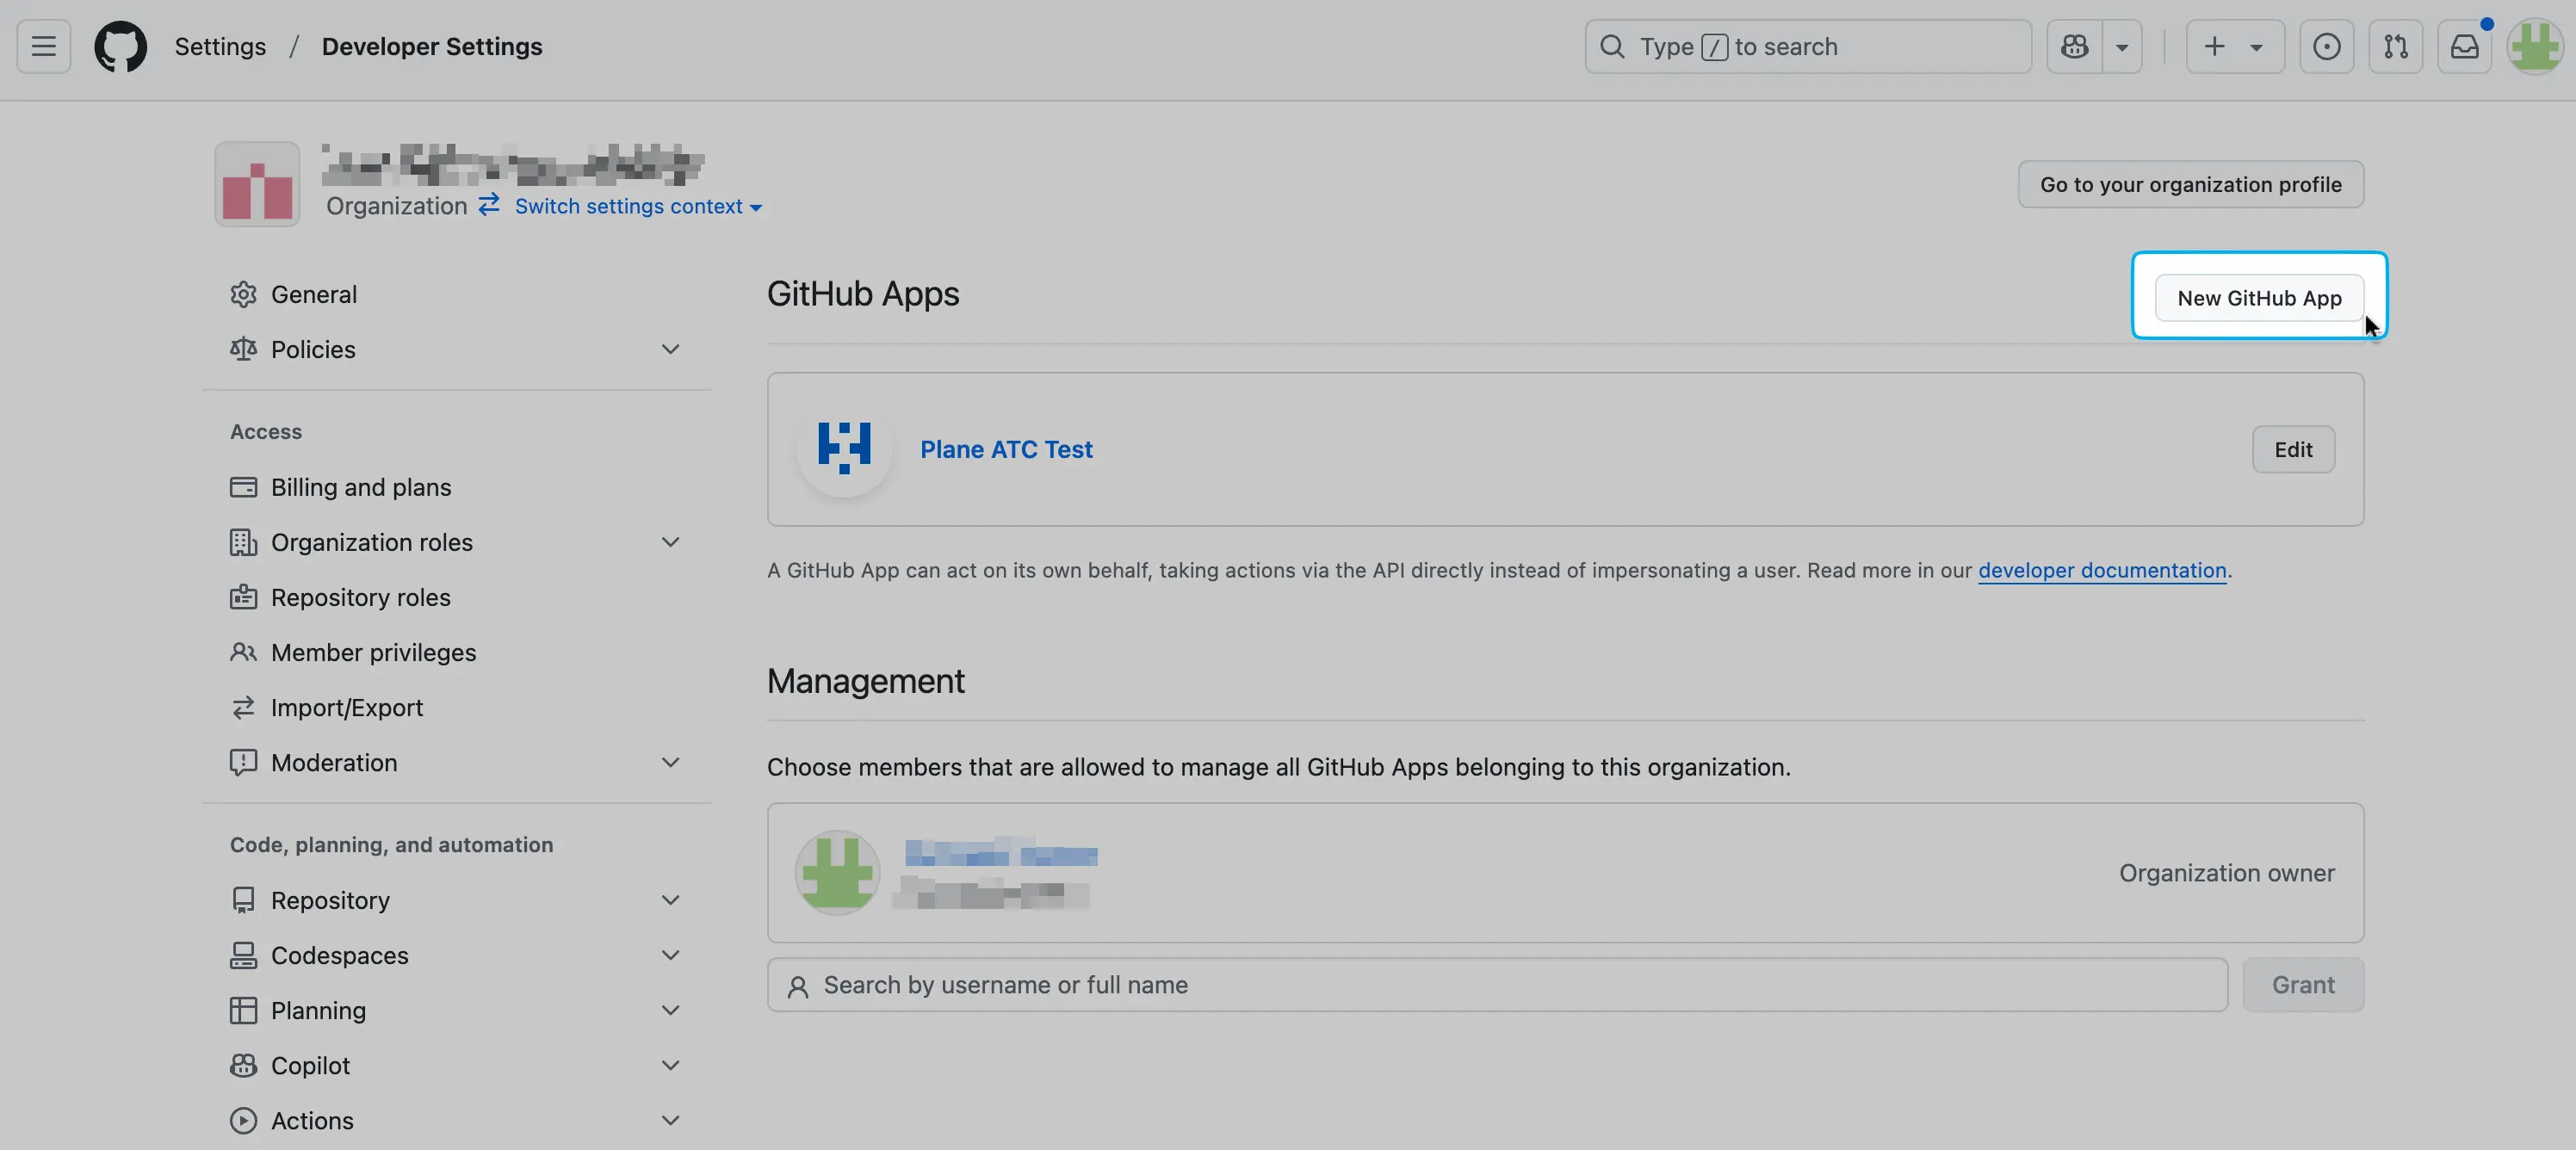 Settings / Developer Settings
Type / to search
Organization Switch settings context
Go to your organization profile
General
Policies
Access
Billing and plans
Organization roles
Repository roles
Member privileges
Import/Export
Moderation
Code, planning, and automation
Repository
Codespaces
Planning
Copilot
Actions
GitHub Apps
New GitHub App
Plane ATC Test
Edit
A GitHub App can act on its own behalf, taking actions via the API directly instead of impersonating a user. Read more in our developer documentation.
Management
Choose members that are allowed to manage all GitHub Apps belonging to this organization.
Organization owner
Search by username or full name
Grant